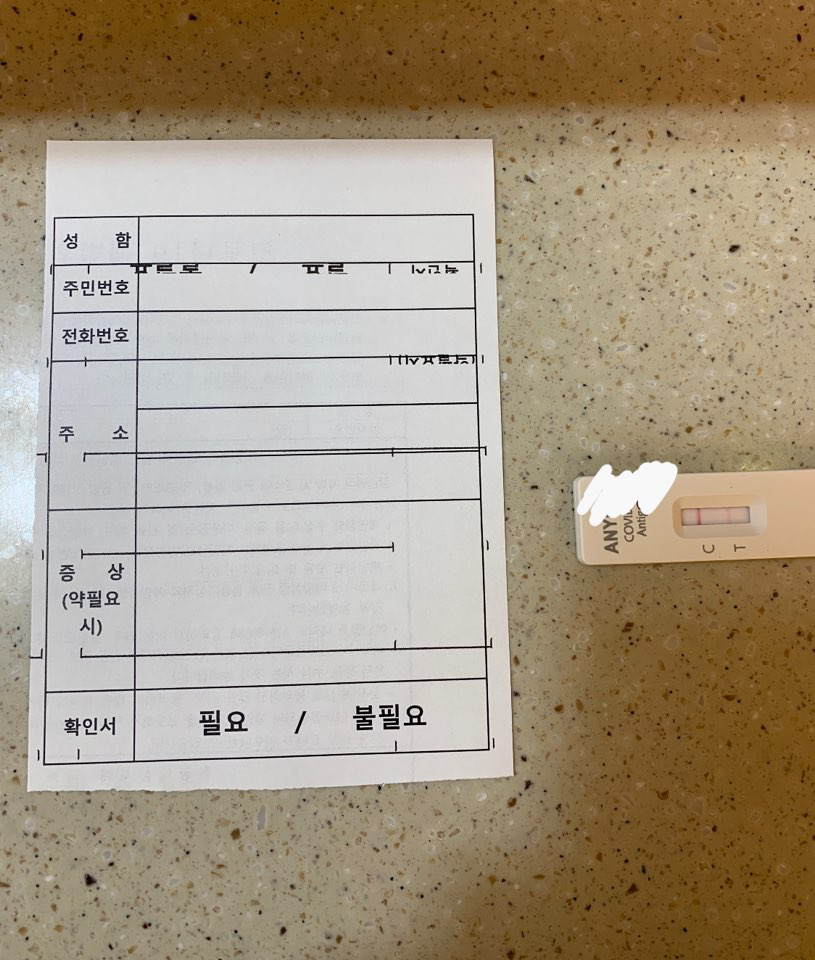 성 함
주민번호
전화번호
주 소
증 상
(약필요
시)
확인서 필요 / 불필요
ANY
COVID
Antig
C
T